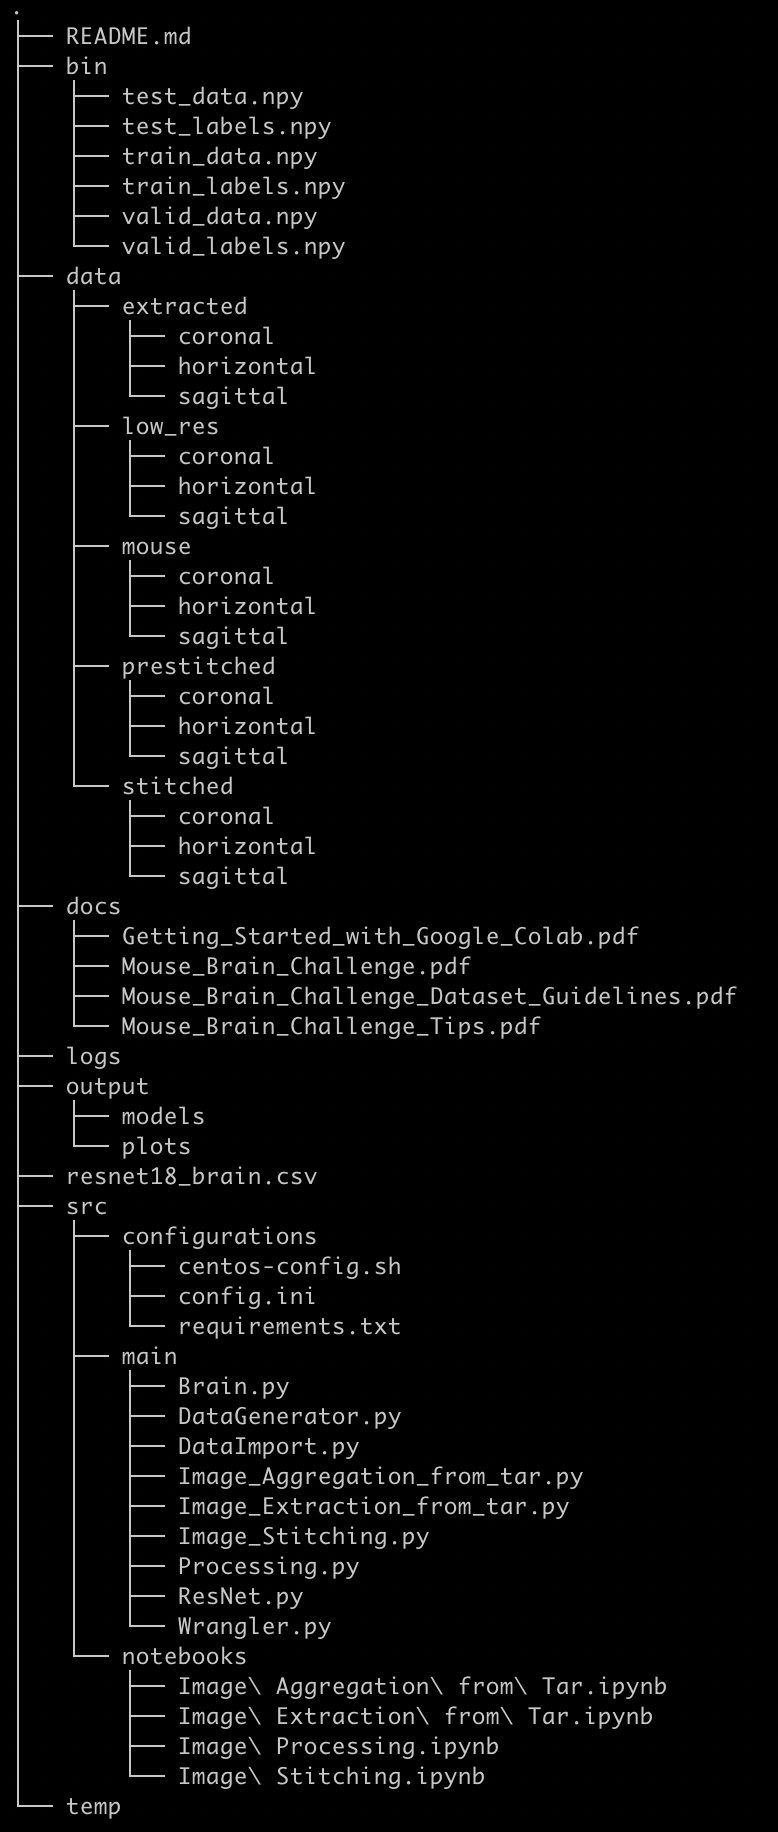 .
├── README.md
├── bin
│   ├── test_data.npy
│   ├── test_labels.npy
│   ├── train_data.npy
│   ├── train_labels.npy
│   ├── valid_data.npy
│   └── valid_labels.npy
├── data
│   ├── extracted
│   │   ├── coronal
│   │   ├── horizontal
│   │   └── sagittal
│   ├── low_res
│   │   ├── coronal
│   │   ├── horizontal
│   │   └── sagittal
│   ├── mouse
│   │   ├── coronal
│   │   ├── horizontal
│   │   └── sagittal
│   ├── prestitched
│   │   ├── coronal
│   │   ├── horizontal
│   │   └── sagittal
│   └── stitched
│       ├── coronal
│       ├── horizontal
│       └── sagittal
├── docs
│   ├── Getting_Started_with_Google_Colab.pdf
│   ├── Mouse_Brain_Challenge.pdf
│   ├── Mouse_Brain_Challenge_Dataset_Guidelines.pdf
│   └── Mouse_Brain_Challenge_Tips.pdf
├── logs
├── output
│   ├── models
│   └── plots
├── resnet18_brain.csv
├── src
│   ├── configurations
│   │   ├── centos-config.sh
│   │   ├── config.ini
│   │   └── requirements.txt
│   ├── main
│   │   ├── Brain.py
│   │   ├── DataGenerator.py
│   │   ├── DataImport.py
│   │   ├── Image_Aggregation_from_tar.py
│   │   ├── Image_Extraction_from_tar.py
│   │   ├── Image_Stitching.py
│   │   ├── Processing.py
│   │   ├── ResNet.py
│   │   └── Wrangler.py
│   └── notebooks
│       ├── Image\ Aggregation\ from\ Tar.ipynb
│       ├── Image\ Extraction\ from\ Tar.ipynb
│       ├── Image\ Processing.ipynb
│       └── Image\ Stitching.ipynb
└── temp